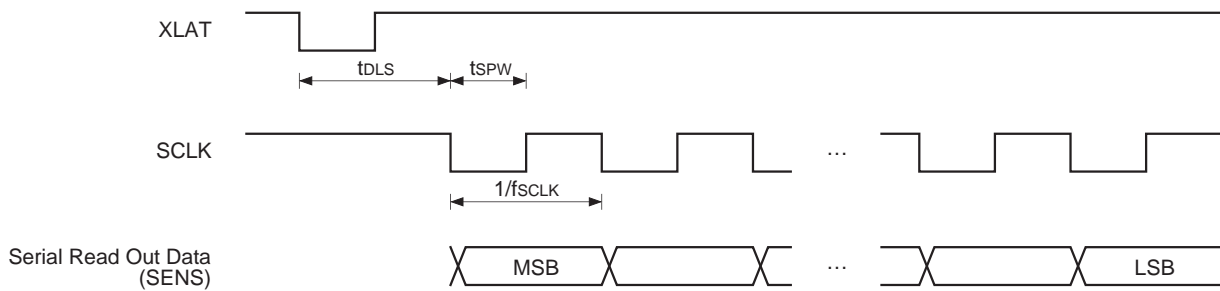 XLAT
tDLS
tSPW
SCLK
...
1/fSCLK
Serial Read Out Data
(SENS)
MSB
...
LSB